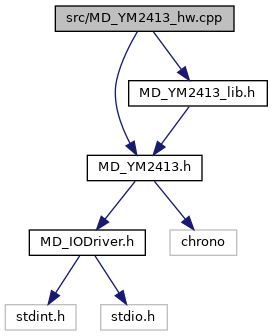 src/MD_YM2413_hw.cpp
MD_YM2413_lib.h
MD_YM2413.h
MD_IODriver.h
chrono
stdint.h
stdio.h